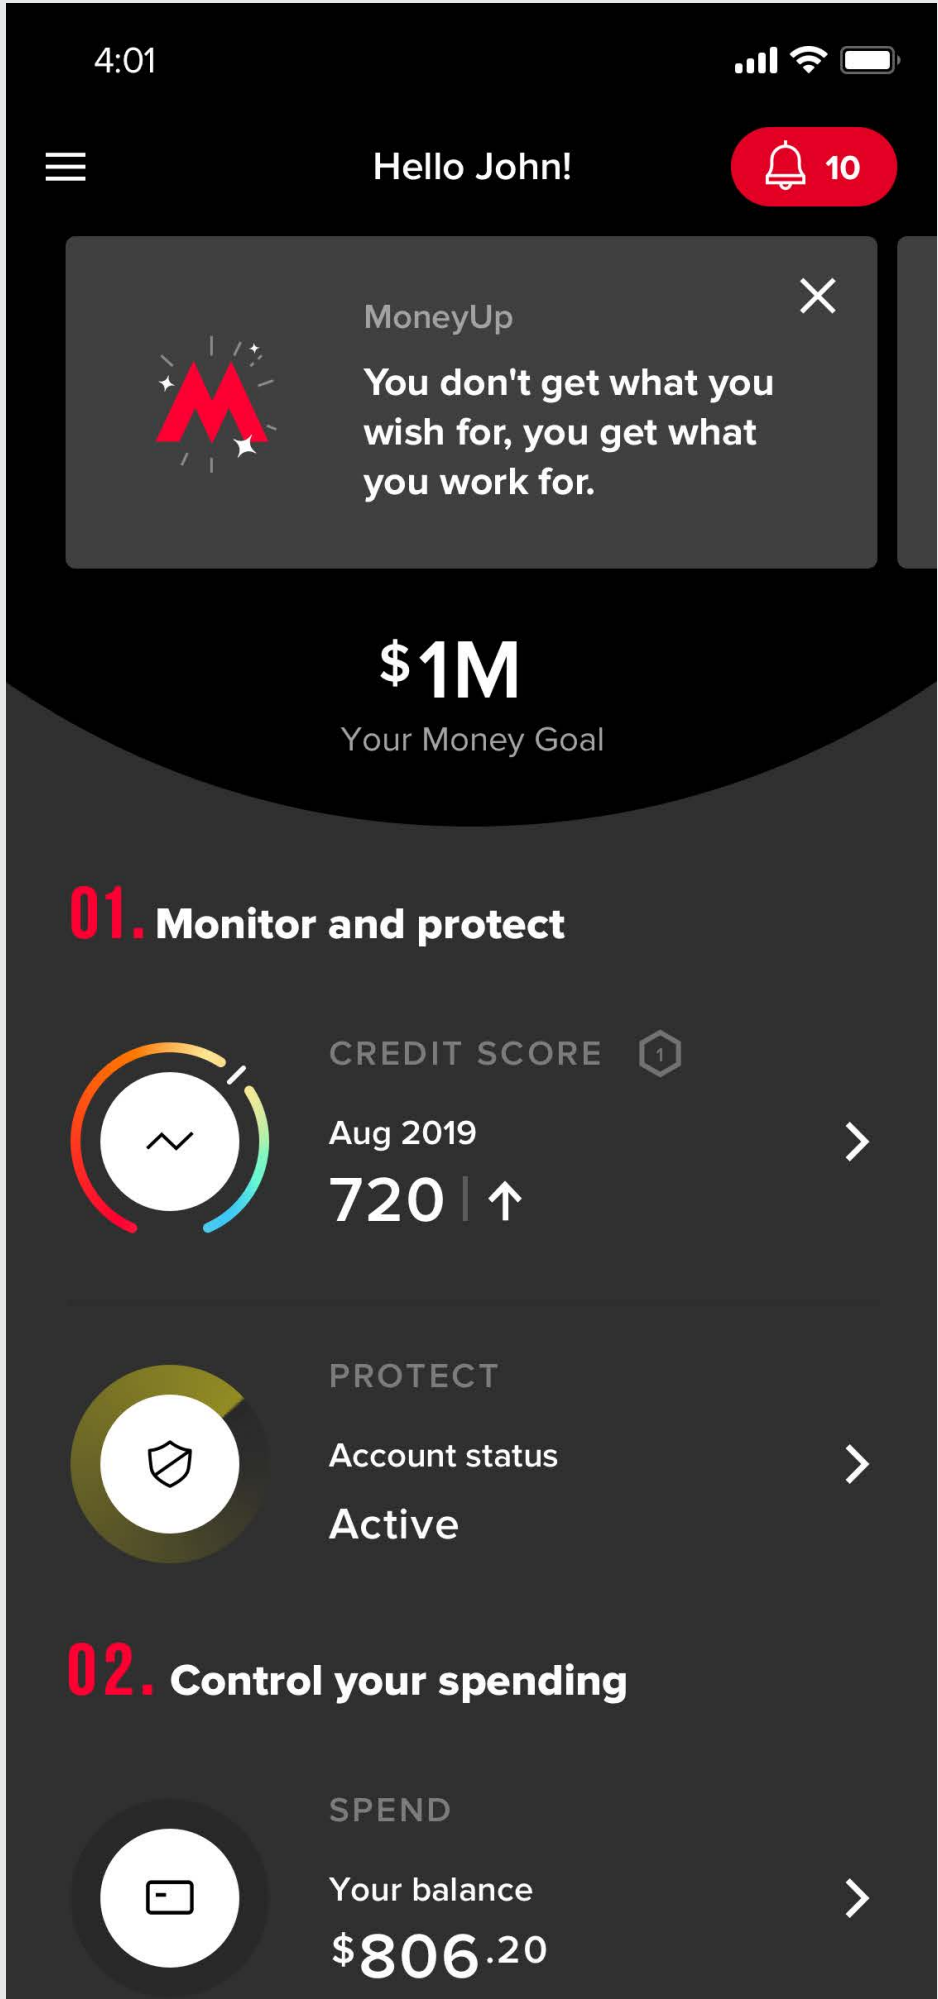 4:01
Hello John!
10
MoneyUp
You don't get what you
wish for, you get what
you work for.
$1M
Your Money Goal
01. Monitor and protect
CREDIT SCORE 1
Aug 2019
720
PROTECT
Account status
Active
02. Control your spending
SPEND
Your balance
$806.20